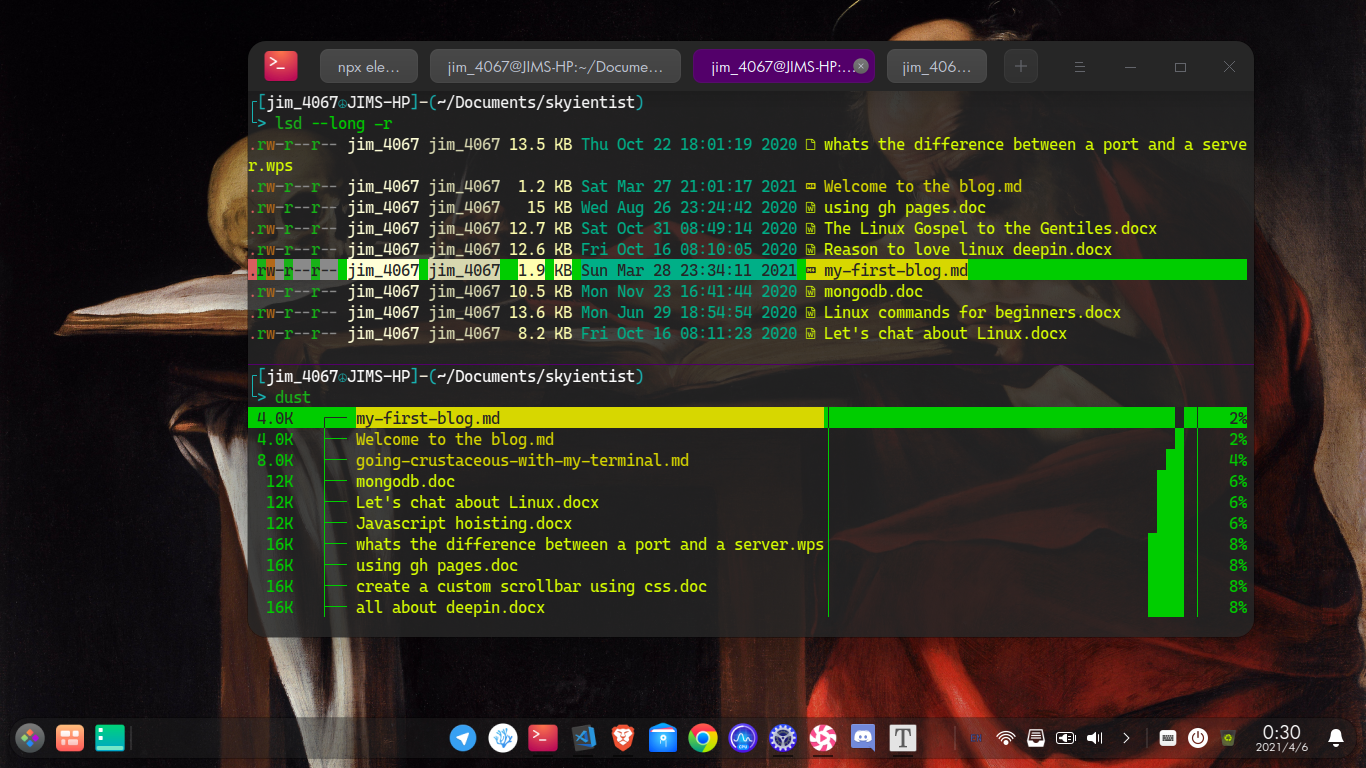 npx ele...
jim_4067@JIMS-HP:~/Docume...
jim_4067@JIMS-HP:...
jim_406...
[jim_4067☮JIMS-HP]-(~/Documents/skyientist)
> lsd --long -r
.rw-r--r-- jim_4067 jim_4067 13.5 KB Thu Oct 22 18:01:19 2020 whats the difference between a port and a serve
r.wps
.rw-r--r-- jim_4067 jim_4067 1.2 KB Sat Mar 27 21:01:17 2021 Welcome to the blog.md
.rw-r--r-- jim_4067 jim_4067 15 KB Wed Aug 26 23:24:42 2020 using gh pages.doc
.rw-r--r-- jim_4067 jim_4067 12.7 KB Sat Oct 31 08:49:14 2020 The Linux Gospel to the Gentiles.docx
.rw-r--r-- jim_4067 jim_4067 12.6 KB Fri Oct 16 08:10:05 2020 Reason to love linux deepin.docx
.rw-r--r-- jim_4067 jim_4067 1.9 KB Sun Mar 28 23:34:11 2021 my-first-blog.md
.rw-r--r-- jim_4067 jim_4067 10.5 KB Mon Nov 23 16:41:44 2020 mongodb.doc
.rw-r--r-- jim_4067 jim_4067 13.6 KB Mon Jun 29 18:54:54 2020 Linux commands for beginners.docx
.rw-r--r-- jim_4067 jim_4067 8.2 KB Fri Oct 16 08:11:23 2020 Let's chat about Linux.docx
[jim_4067☮JIMS-HP]-(~/Documents/skyientist)
> dust
4.0K my-first-blog.md 2%
4.0K Welcome to the blog.md 2%
8.0K going-crustaceous-with-my-terminal.md 4%
12K mongodb.doc 6%
12K Let's chat about Linux.docx 6%
12K Javascript hoisting.docx 6%
16K whats the difference between a port and a server.wps 8%
16K using gh pages.doc 8%
16K create a custom scrollbar using css.doc 8%
16K all about deepin.docx 8%
T
0:30
2021/4/6